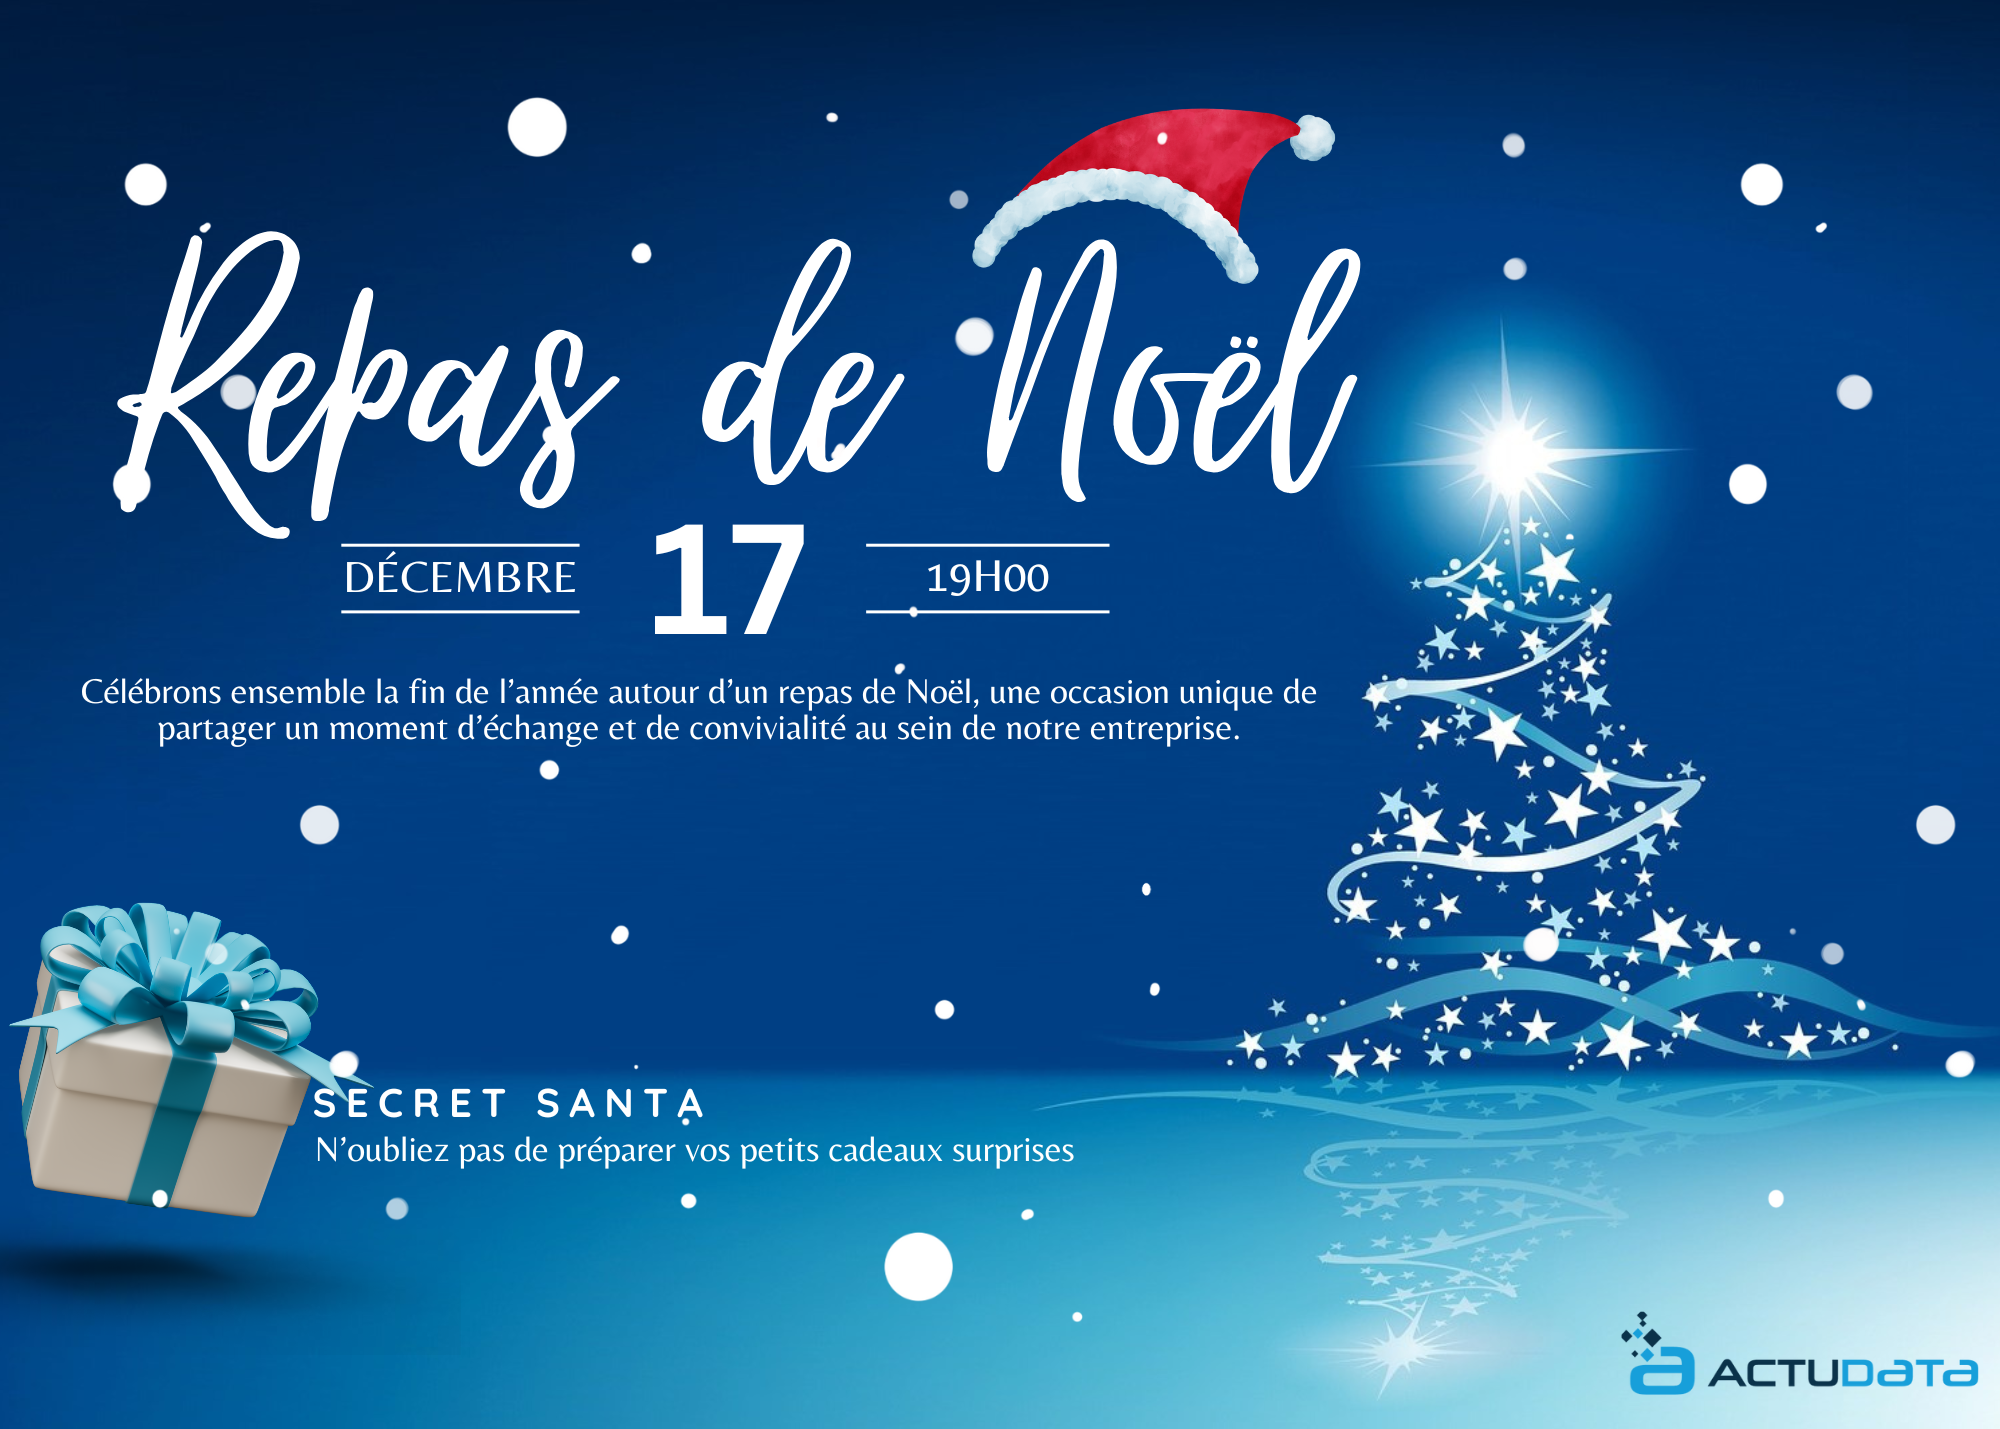 Repas de Noël
DÉCEMBRE 17 19H00
Célébrons ensemble la fin de l’année autour d’un repas de Noël, une occasion unique de
partager un moment d’échange et de convivialité au sein de notre entreprise.
SECRET SANTA
N’oubliez pas de préparer vos petits cadeaux surprises
a ACTUDaTa